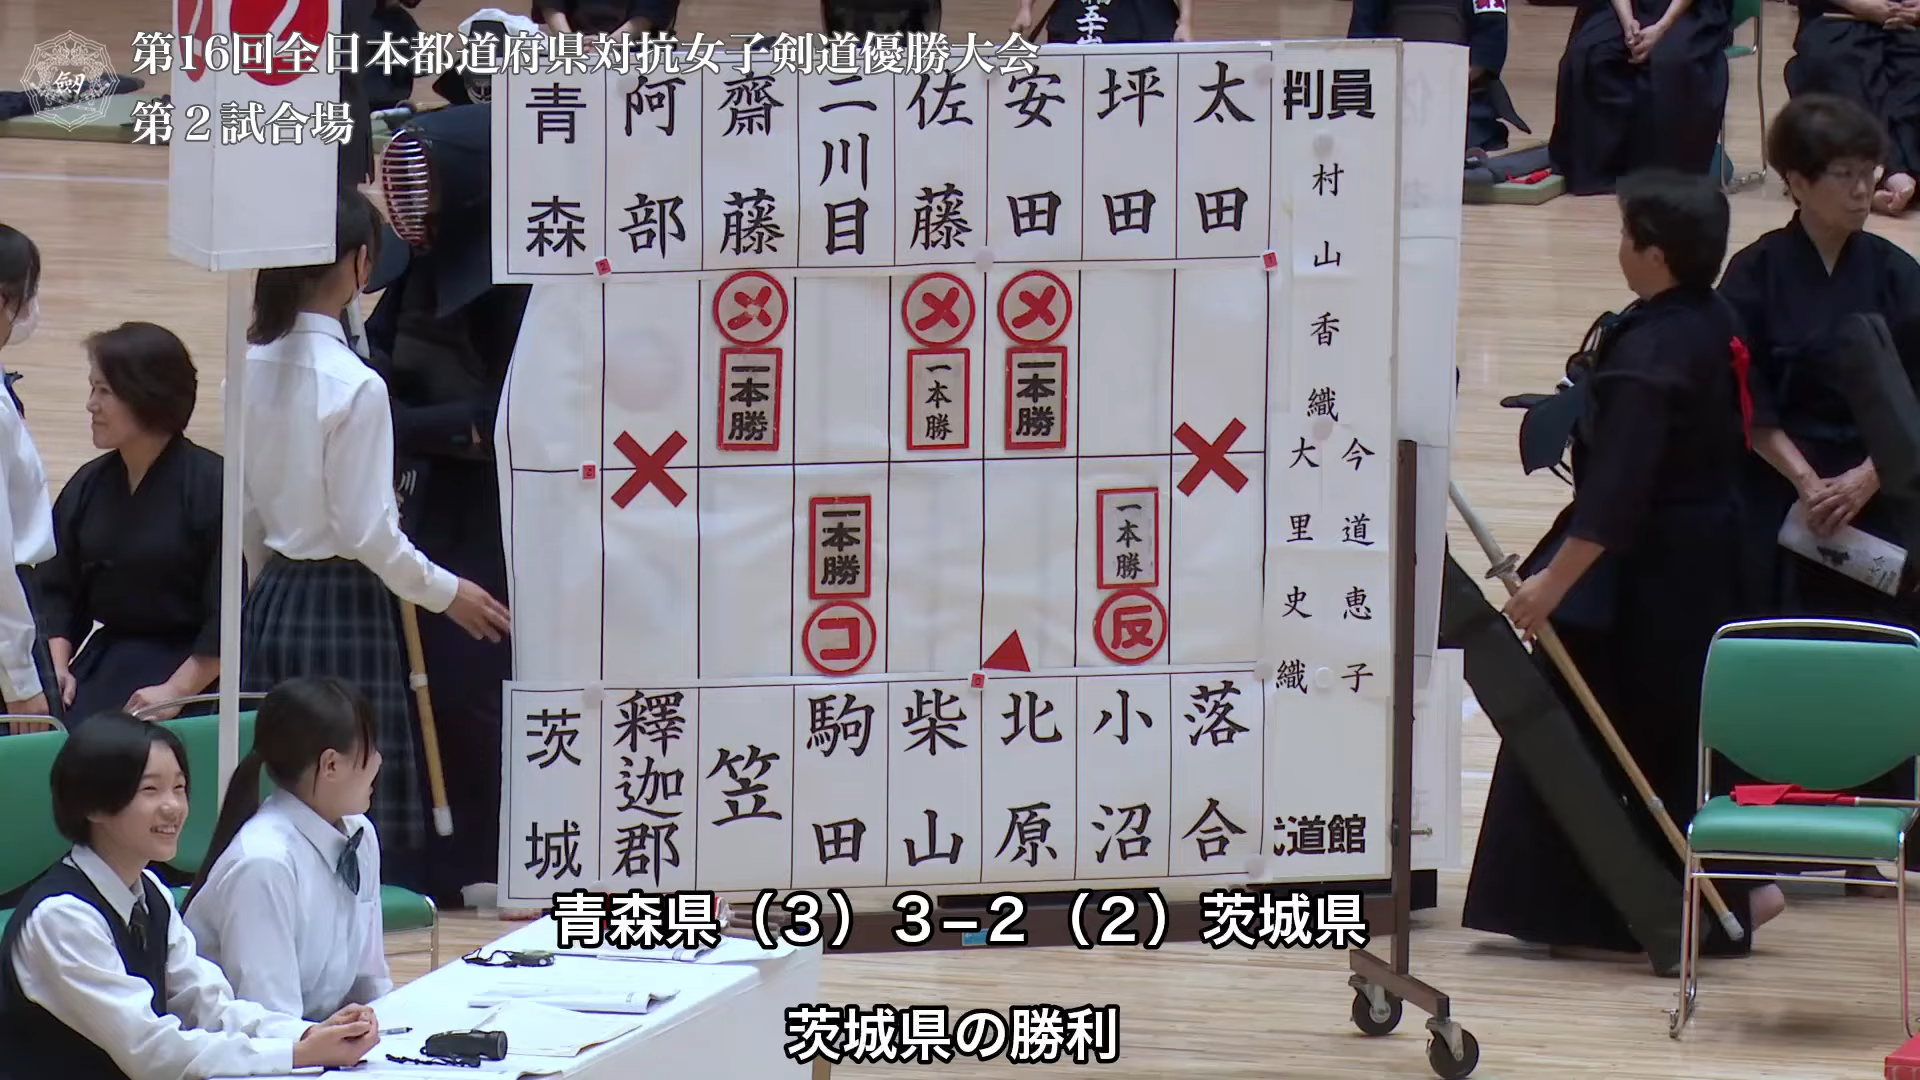 第16回全日本都道府県対抗女子剣道優勝大会
第2試合場
青森 阿部 齋藤 二川目 佐藤 安田 坪田 太田
判員
村山香織
今道恵子
大里史織
メ メ メ
一本勝 一本勝 一本勝
一本勝 一本勝
コ 反
茨城 釋迦郡 笠 駒田 柴山 北原 小沼 落合
道館
青森県（3）3−2（2）茨城県
茨城県の勝利